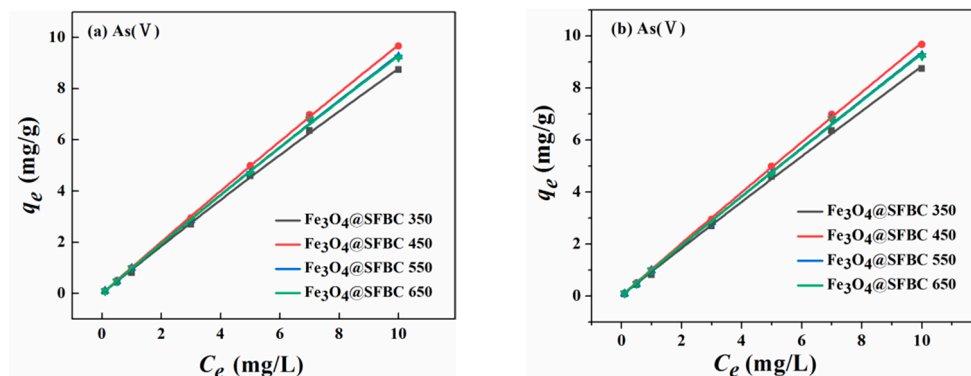 (a) As(Ⅴ)
10
8
6
4
2
0
qe (mg/g)
Fe3O4@SFBC 350
Fe3O4@SFBC 450
Fe3O4@SFBC 550
Fe3O4@SFBC 650
0 2 4 6 8 10
Ce (mg/L)
(b) As(Ⅴ)
10
8
6
4
2
0
qe (mg/g)
Fe3O4@SFBC 350
Fe3O4@SFBC 450
Fe3O4@SFBC 550
Fe3O4@SFBC 650
0 2 4 6 8 10
Ce (mg/L)